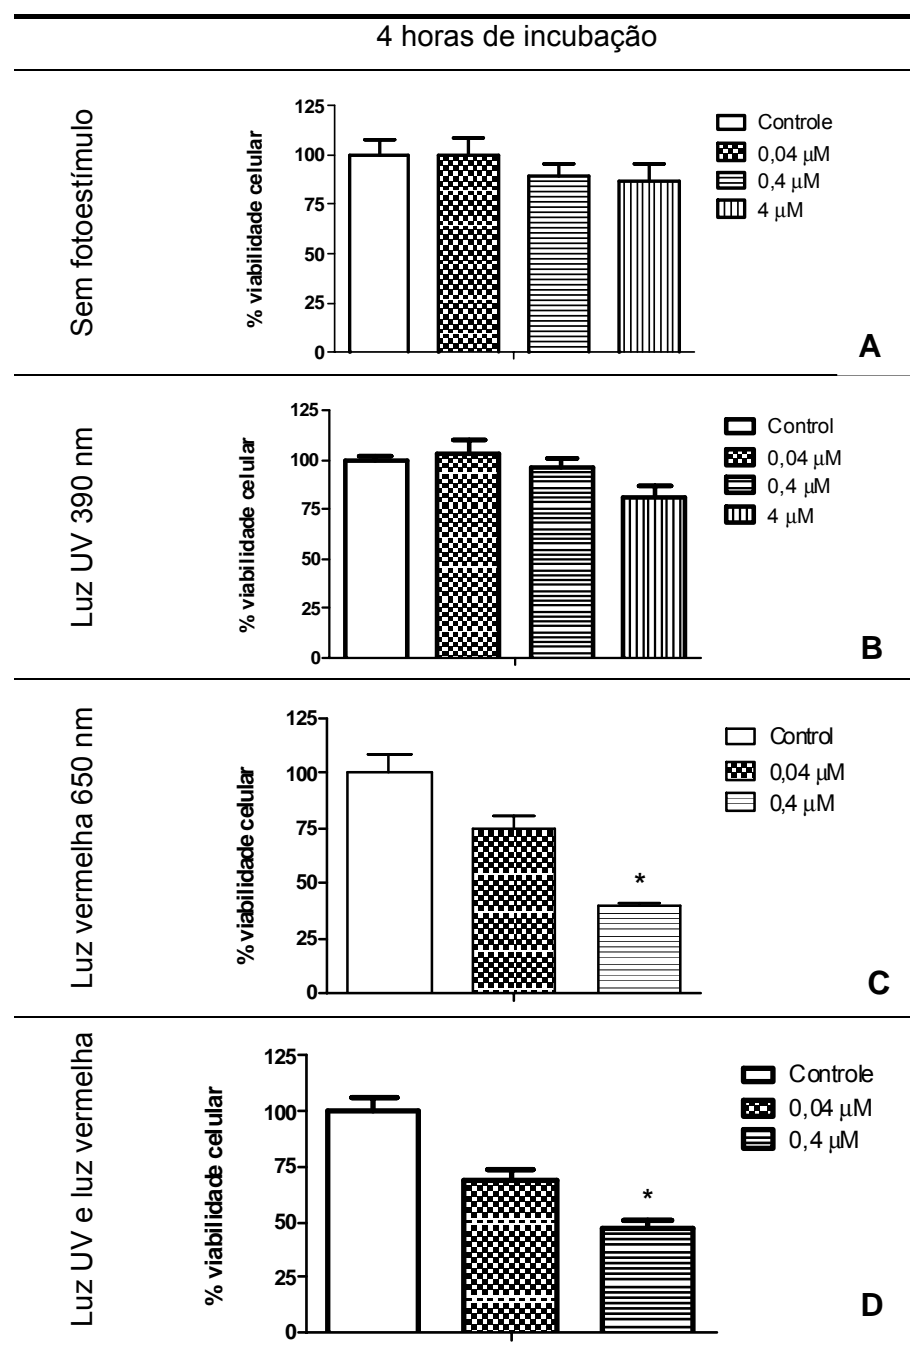 4 horas de incubação
Sem fotoestímulo
% viabilidade celular
125
100
75
50
25
0
Controle
0,04 µM
0,4 µM
4 µM
A
Luz UV 390 nm
% viabilidade celular
125
100
75
50
25
0
Control
0,04 µM
0,4 µM
4 µM
B
Luz vermelha 650 nm
% viabilidade celular
125
100
75
50
25
0
*
Control
0,04 µM
0,4 µM
C
Luz UV e luz vermelha
% viabilidade celular
125
100
75
50
25
0
*
Controle
0,04 µM
0,4 µM
D